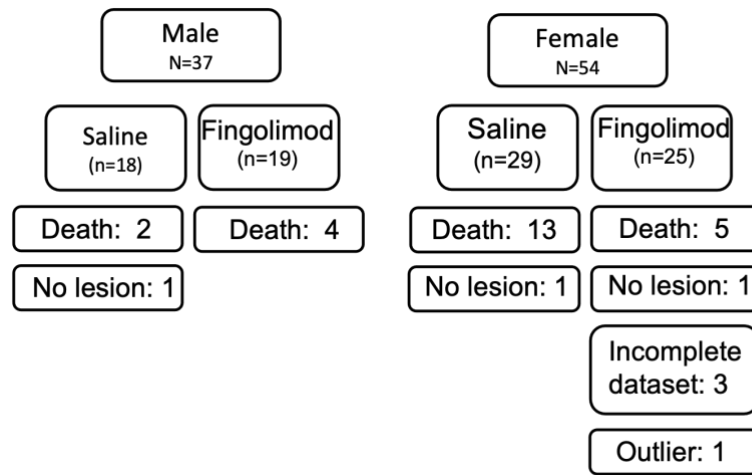 Male
N=37
Female
N=54
Saline
(n=18)
Fingolimod
(n=19)
Saline
(n=29)
Fingolimod
(n=25)
Death: 2
Death: 4
Death: 13
Death: 5
No lesion: 1
No lesion: 1
No lesion: 1
Incomplete
dataset: 3
Outlier: 1